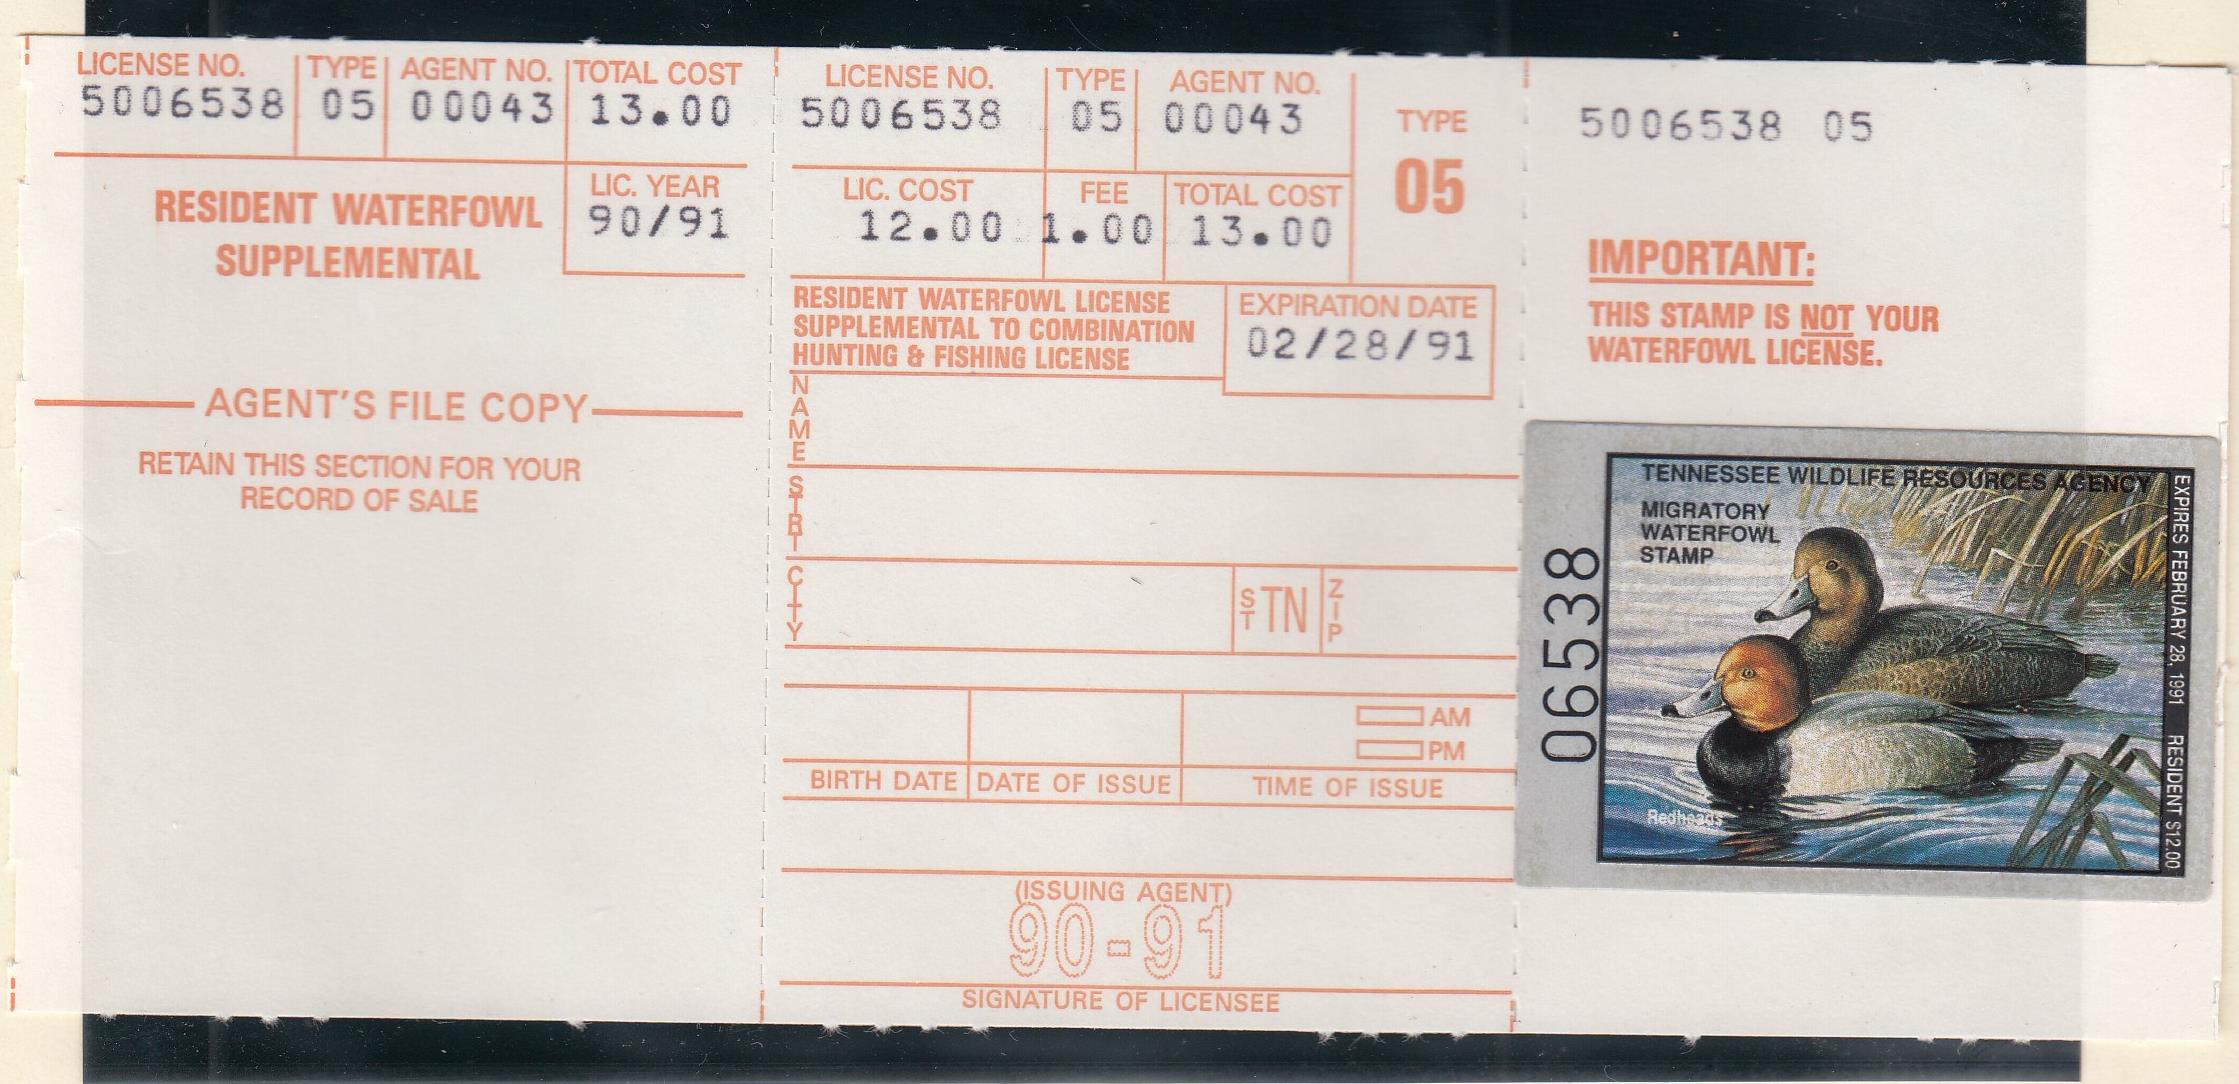 LICENSE NO. TYPE AGENT NO. TOTAL COST
5006538 05 00043 13.00
RESIDENT WATERFOWL
SUPPLEMENTAL
LIC. YEAR
90/91
AGENT'S FILE COPY
RETAIN THIS SECTION FOR YOUR
RECORD OF SALE
LICENSE NO. TYPE AGENT NO.
5006538 05 00043
TYPE
05
LIC. COST FEE TOTAL COST
12.00 1.00 13.00
RESIDENT WATERFOWL LICENSE
SUPPLEMENTAL TO COMBINATION
HUNTING & FISHING LICENSE
EXPIRATION DATE
02/28/91
NAME
STRT
CITY
ST TN ZIP
AM
PM
BIRTH DATE DATE OF ISSUE TIME OF ISSUE
(ISSUING AGENT)
90-91
SIGNATURE OF LICENSEE
5006538 05
IMPORTANT:
THIS STAMP IS NOT YOUR
WATERFOWL LICENSE.
06538
TENNESSEE WILDLIFE RESOURCES AGENCY
MIGRATORY
WATERFOWL
STAMP
Redheads
EXPIRES FEBRUARY 28, 1991 RESIDENT $12.00